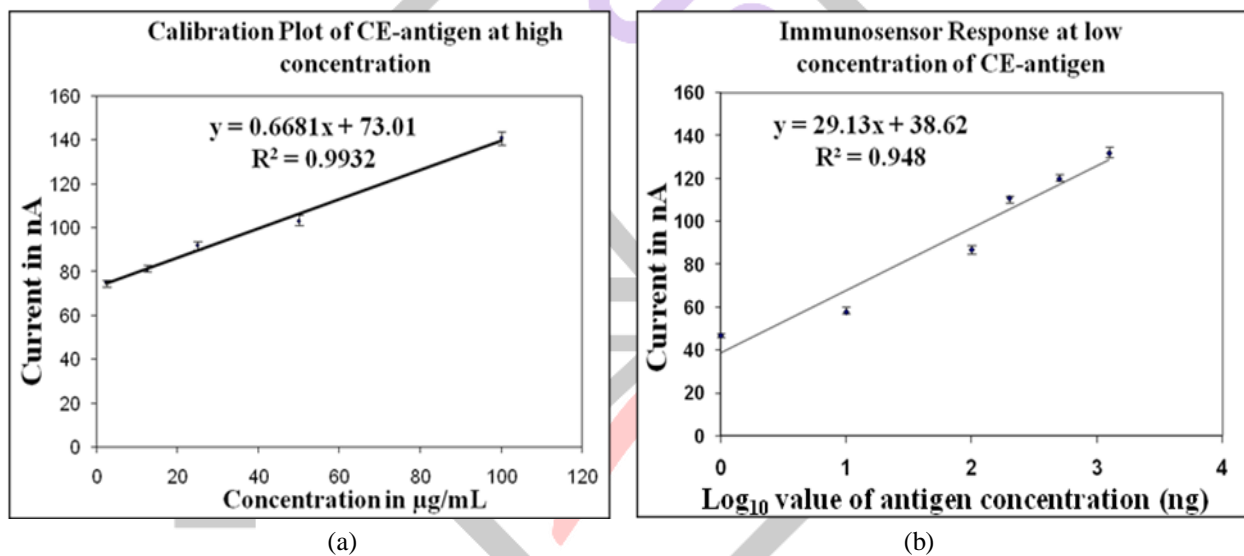 Calibration Plot of CE-antigen at high
concentration
y = 0.6681x + 73.01
R² = 0.9932
Current in nA
160
140
120
100
80
60
40
20
0
0 20 40 60 80 100 120
Concentration in µg/mL
(a)
Immunosensor Response at low
concentration of CE-antigen
y = 29.13x + 38.62
R² = 0.948
Current in nA
160
140
120
100
80
60
40
20
0
0 1 2 3 4
Log₁₀ value of antigen concentration (ng)
(b)